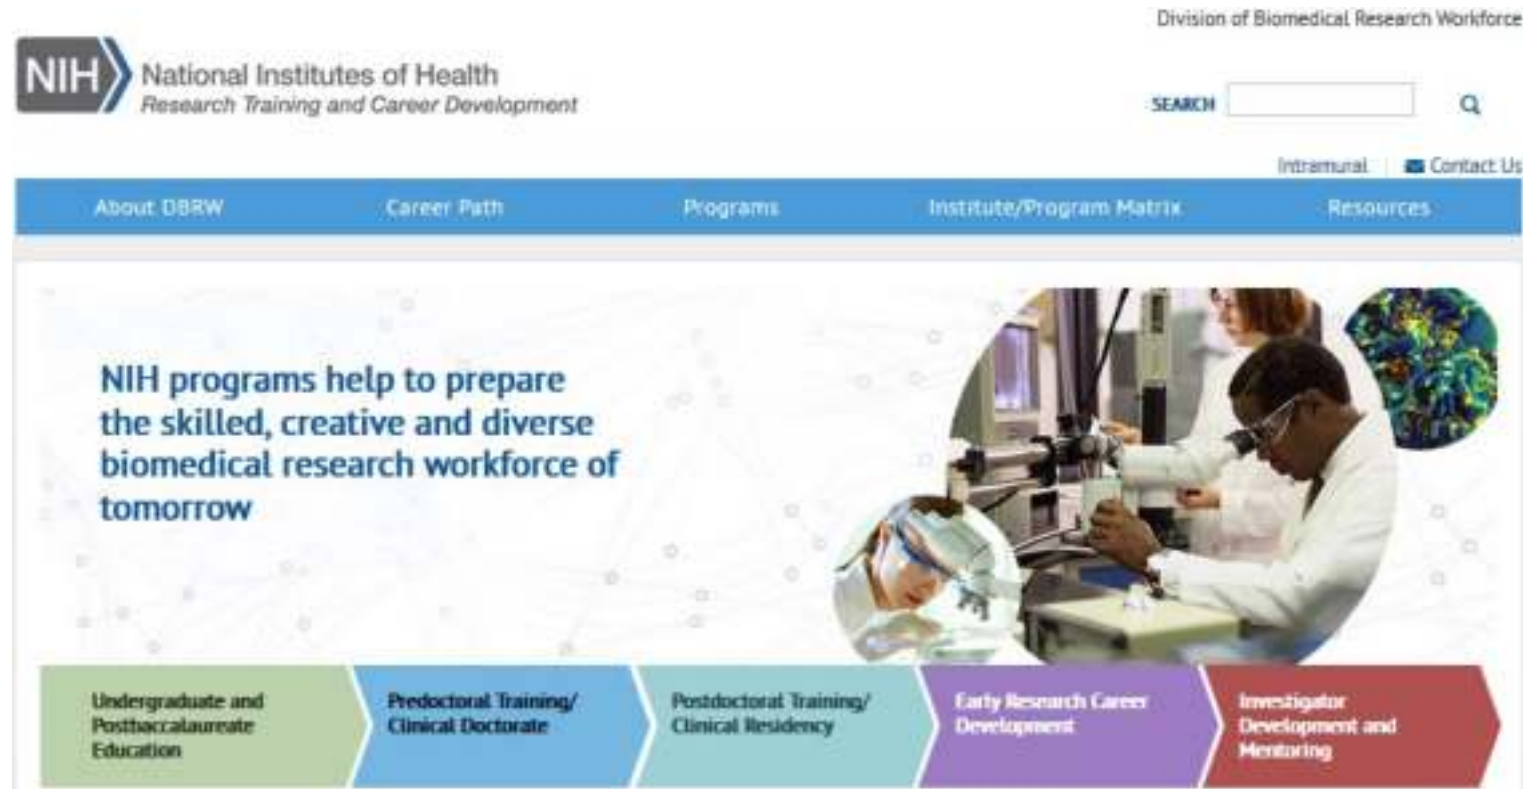 Division of Biomedical Research Workforce
NIH
National Institutes of Health
Research Training and Career Development
SEARCH
Intramural
Contact Us
About DBRW
Career Path
Programs
Institute/Program Matrix
Resources
NIH programs help to prepare
the skilled, creative and diverse
biomedical research workforce of
tomorrow
Undergraduate and
Postbaccalaureate
Education
Predoctoral Training/
Clinical Doctorate
Postdoctoral Training/
Clinical Residency
Early Research Career
Development
Investigator
Development and
Mentoring